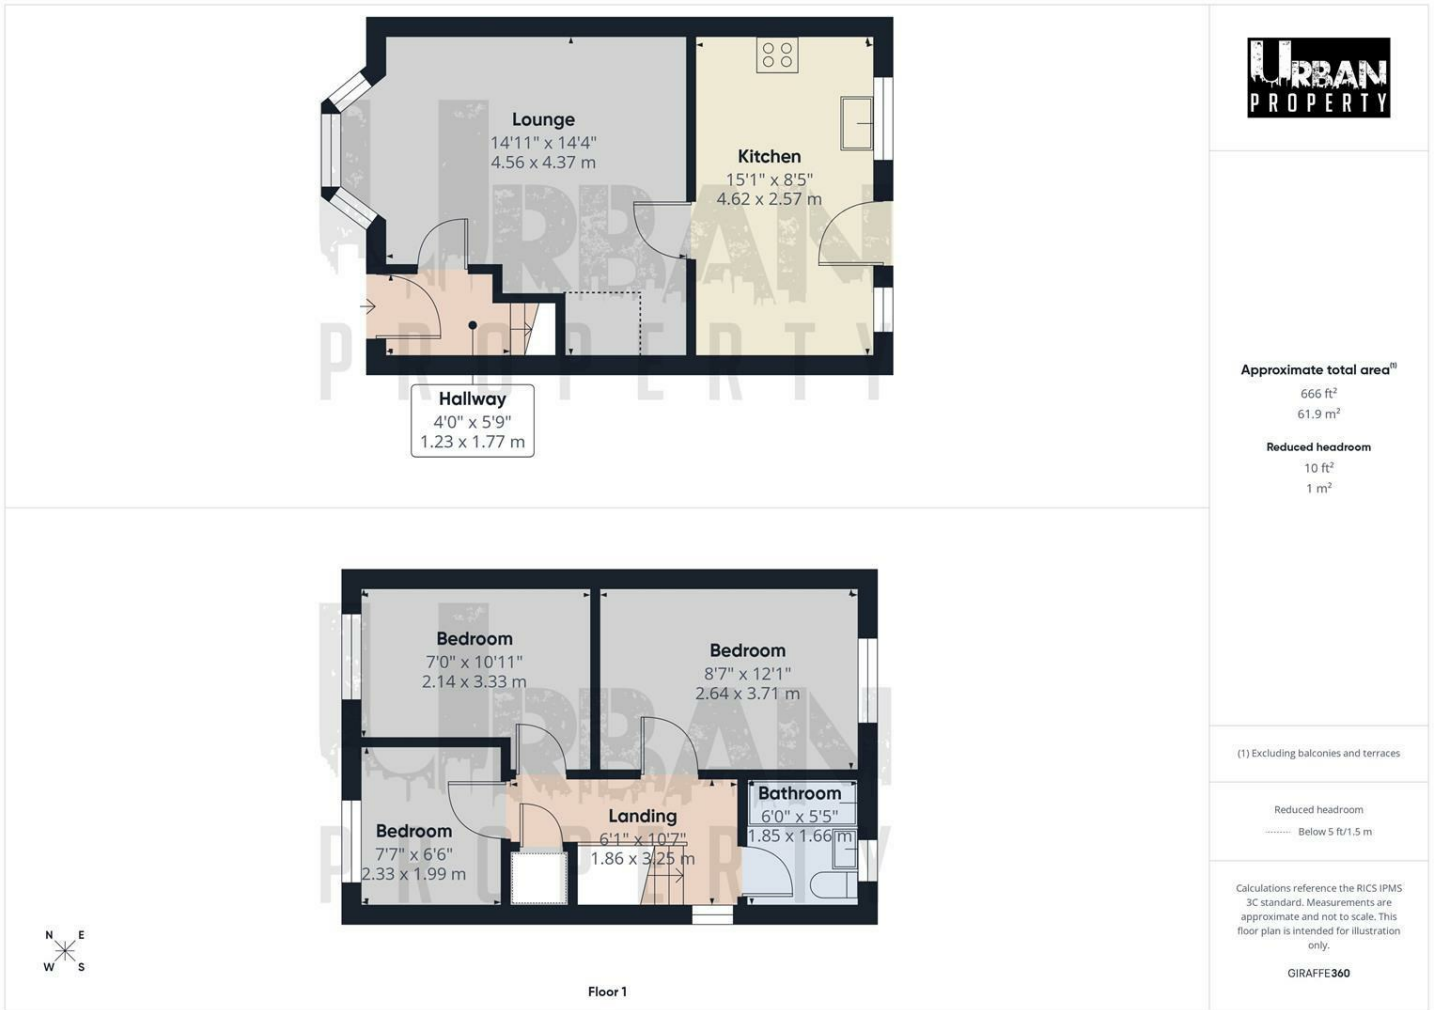 Lounge
14'11" x 14'4"
4.56 x 4.37 m
Kitchen
15'1" x 8'5"
4.62 x 2.57 m
Hallway
4'0" x 5'9"
1.23 x 1.77 m
URBAN
PROPERTY
URBAN
PROPERTY
Approximate total area(1)
666 ft²
61.9 m²
Reduced headroom
10 ft²
1 m²
Bedroom
7'0" x 10'11"
2.14 x 3.33 m
Bedroom
8'7" x 12'1"
2.64 x 3.71 m
Bedroom
7'7" x 6'6"
2.33 x 1.99 m
Landing
6'1" x 10'7"
1.86 x 3.25 m
Bathroom
6'0" x 5'5"
1.85 x 1.66 m
URBAN
PROPERTY
N E
W S
Floor 1
(1) Excluding balconies and terraces
Reduced headroom
Below 5 ft/1.5 m
Calculations reference the RICS IPMS
3C standard. Measurements are
approximate and not to scale. This
floor plan is intended for illustration
only.
GIRAFFE360